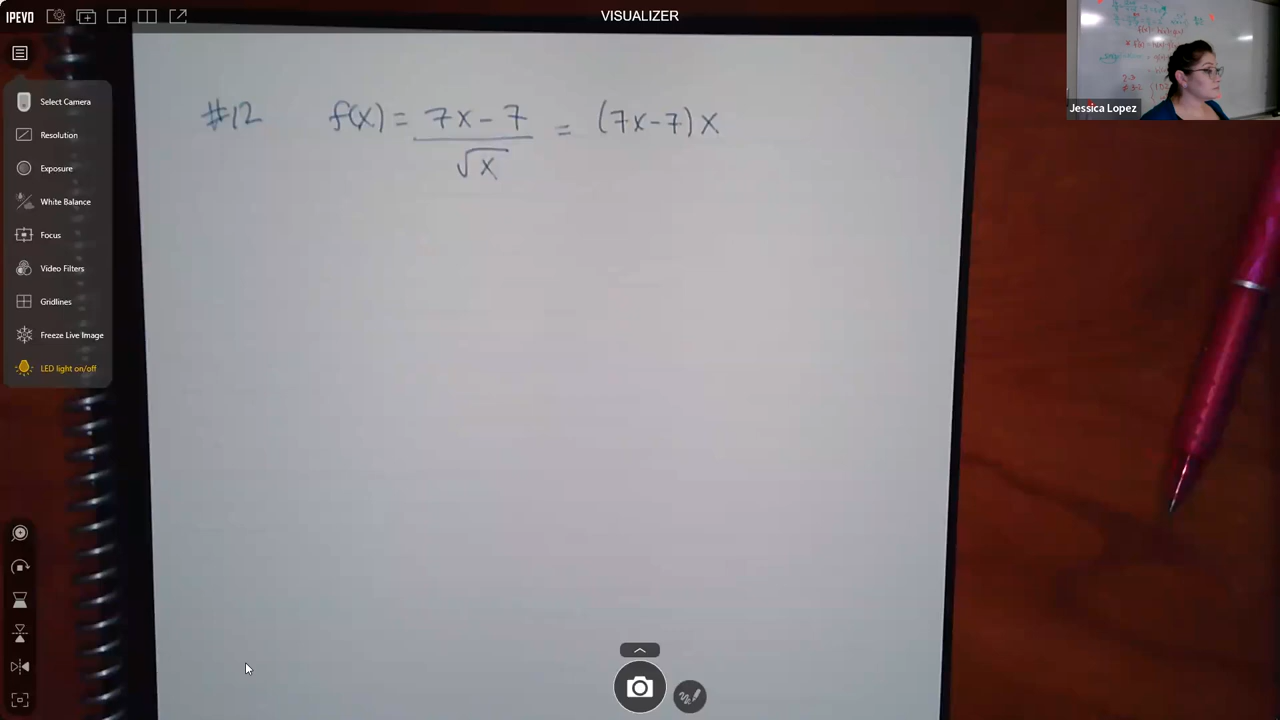 IPEVO
VISUALIZER
Select Camera
Resolution
Exposure
White Balance
Focus
Video Filters
Gridlines
Freeze Live Image
LED light on/off
#12 f(x) = 7x - 7 / √x = (7x-7) x
Jessica Lopez